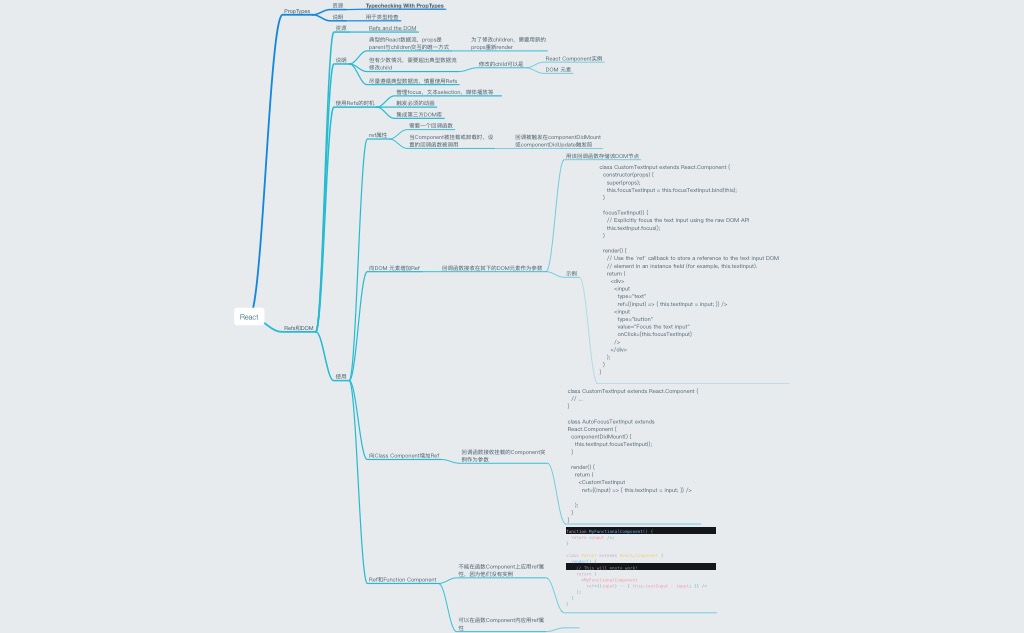 PropTypes
资源
Typechecking With PropTypes
说明
用于类型检查
React
Refs和DOM
资源
Refs and the DOM
说明
典型的React数据流，props是
parent与children交互的唯一方式
为了修改children，需要用新的
props重新render
但有少数情况，需要超出典型数据流
修改child
修改的child可以是
React Component实例
DOM 元素
尽量遵循典型数据流，慎重使用Refs
使用Refs的时机
管理focus，文本selection，媒体播放等
触发必须的动画
集成第三方DOM库
使用
ref属性
需要一个回调函数
当Component被挂载或卸载时，设
置的回调函数被调用
回调被触发在componentDidMount
或componentDidUpdate触发前
向DOM 元素增加Ref
回调函数接收在其下的DOM元素作为参数
用该回调函数存储该DOM节点
示例
class CustomTextInput extends React.Component {
constructor(props) {
super(props);
this.focusTextInput = this.focusTextInput.bind(this);
}
focusTextInput() {
// Explicitly focus the text input using the raw DOM API
this.textInput.focus();
}
render() {
// Use the `ref` callback to store a reference to the text input DOM
// element in an instance field (for example, this.textInput).
return (
<div>
<input
type="text"
ref={(input) => { this.textInput = input; }} />
<input
type="button"
value="Focus the text input"
onClick={this.focusTextInput}
/>
</div>
);
}
}
向Class Component增加Ref
回调函数接收挂载的Component实
例作为参数
class CustomTextInput extends React.Component {
// ...
}
class AutoFocusTextInput extends
React.Component {
componentDidMount() {
this.textInput.focusTextInput();
}
render() {
return (
<CustomTextInput
ref={(input) => { this.textInput = input; }} />
);
}
}
Ref和Function Component
不能在函数Component上应用ref属
性，因为他们没有实例
function MyFunctionalComponent() {
return <input />;
}
class Parent extends React.Component {
// This will *not* work!
return (
<MyFunctionalComponent
ref={(input) => { this.textInput = input; }} />
);
}
}
可以在函数Component内应用ref属
性